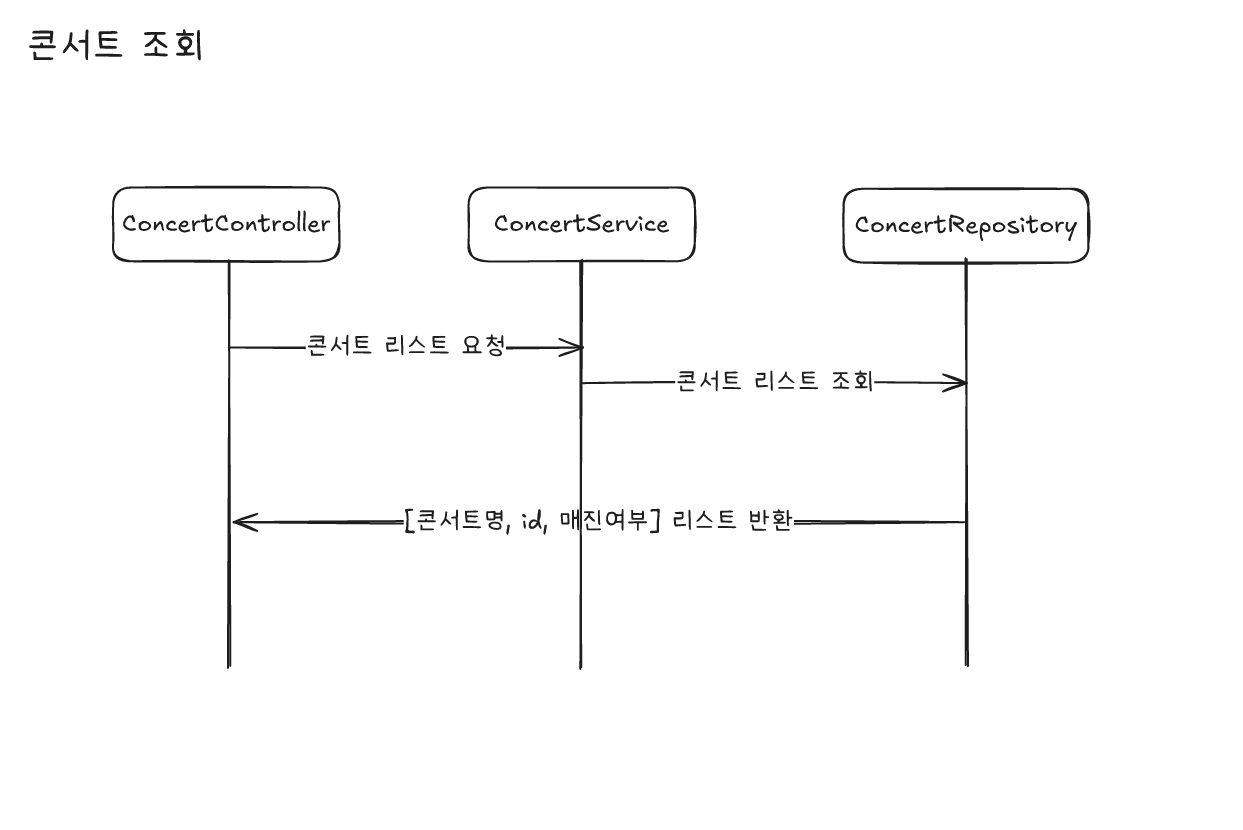 콘서트 조회
ConcertController
ConcertService
ConcertRepository
콘서트 리스트 요청
콘서트 리스트 조회
[콘서트명, id, 매진여부] 리스트 반환